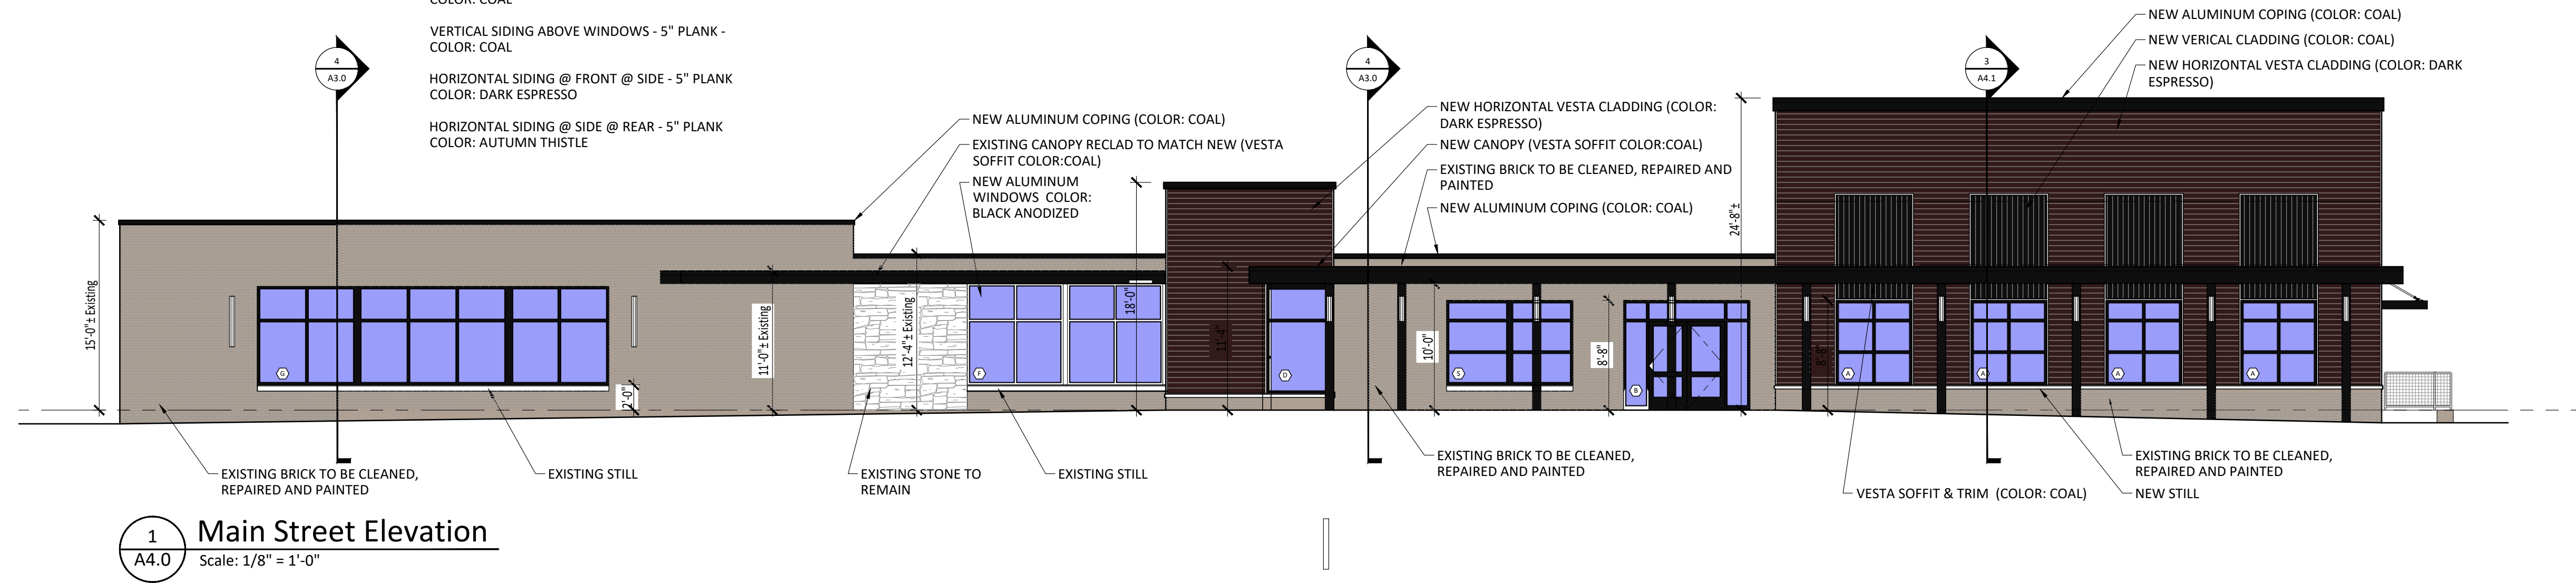 COLOR: COAL
VERTICAL SIDING ABOVE WINDOWS - 5" PLANK -
COLOR: COAL
HORIZONTAL SIDING @ FRONT @ SIDE - 5" PLANK
COLOR: DARK ESPRESSO
HORIZONTAL SIDING @ SIDE @ REAR - 5" PLANK
COLOR: AUTUMN THISTLE
4
A3.0
4
A3.0
3
A4.1
NEW ALUMINUM COPING (COLOR: COAL)
EXISTING CANOPY RECLAD TO MATCH NEW (VESTA
SOFFIT COLOR:COAL)
NEW ALUMINUM
WINDOWS  COLOR:
BLACK ANODIZED
NEW HORIZONTAL VESTA CLADDING (COLOR:
DARK ESPRESSO)
NEW CANOPY (VESTA SOFFIT COLOR:COAL)
EXISTING BRICK TO BE CLEANED, REPAIRED AND
PAINTED
NEW ALUMINUM COPING (COLOR: COAL)
NEW ALUMINUM COPING (COLOR: COAL)
NEW VERICAL CLADDING (COLOR: COAL)
NEW HORIZONTAL VESTA CLADDING (COLOR: DARK
ESPRESSO)
15'-0"± Existing
2'-0"
11'-0"± Existing
12'-4"± Existing
18'-0"
11'-4"
10'-0"
8'-8"
24'-8"±
8'-8"
G
F
D
S
B
A
A
A
A
EXISTING BRICK TO BE CLEANED,
REPAIRED AND PAINTED
EXISTING STILL
EXISTING STONE TO
REMAIN
EXISTING STILL
EXISTING BRICK TO BE CLEANED,
REPAIRED AND PAINTED
VESTA SOFFIT & TRIM  (COLOR: COAL)
EXISTING BRICK TO BE CLEANED,
REPAIRED AND PAINTED
NEW STILL
1
A4.0
Main Street Elevation
Scale: 1/8" = 1'-0"